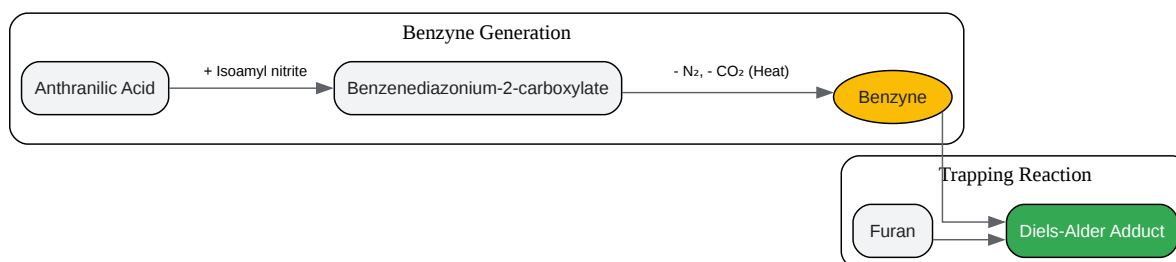 Benzyne Generation
Anthranilic Acid
+ Isoamyl nitrite
Benzenediazonium-2-carboxylate
- N₂, - CO₂ (Heat)
Benzyne
Trapping Reaction
Furan
Diels-Alder Adduct